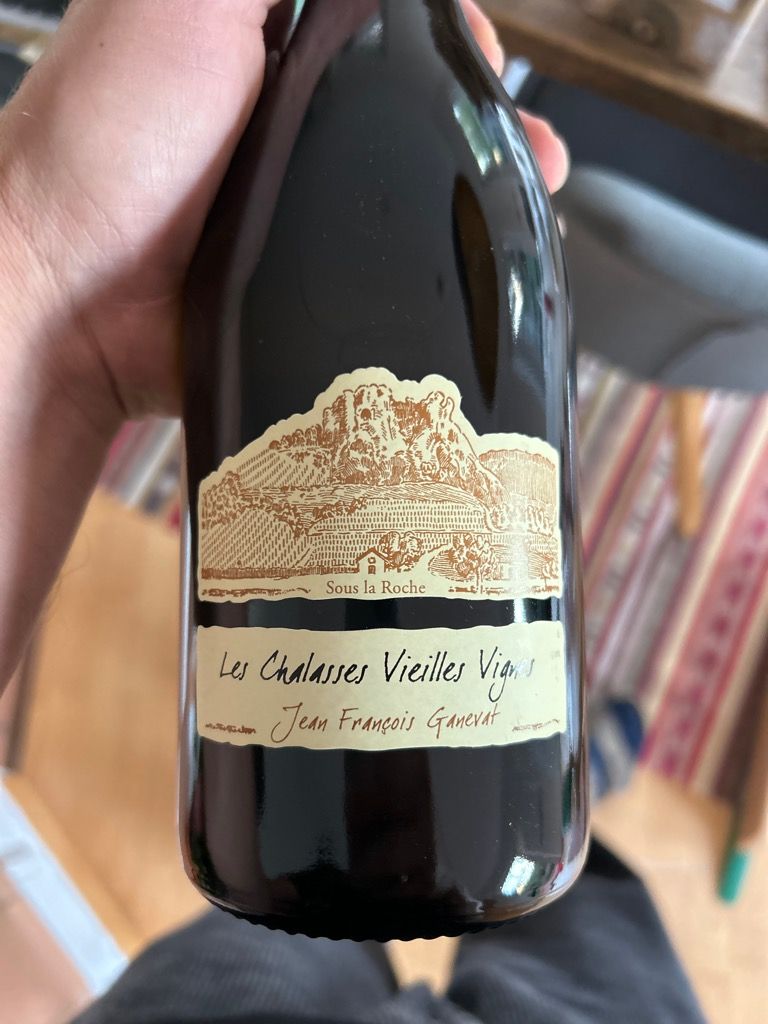 Sous la Roche
Les Chalasses Vieilles Vignes
Jean François Ganevat